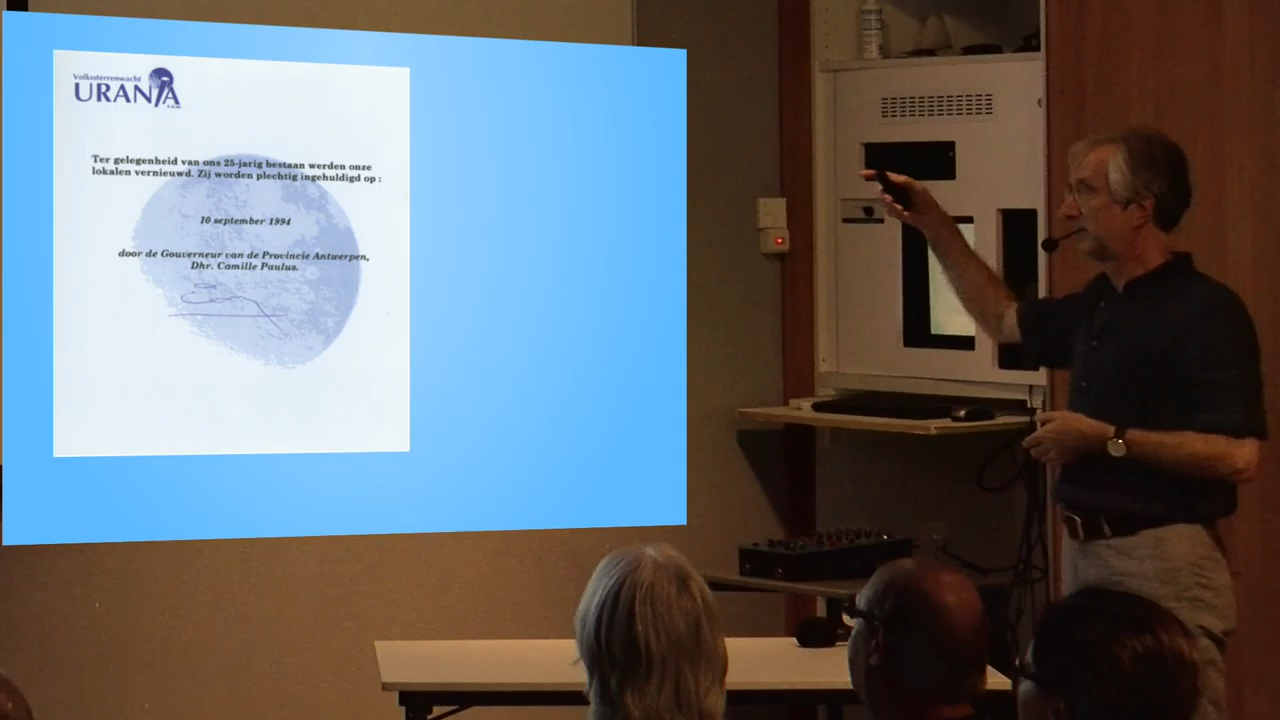 Volkssterrenwacht
URANIA
v.z.w.
Ter gelegenheid van ons 25-jarig bestaan werden onze
lokalen vernieuwd. Zij worden plechtig ingehuldigd op :
10 september 1994
door de Gouverneur van de Provincie Antwerpen,
Dhr. Camille Paulus.